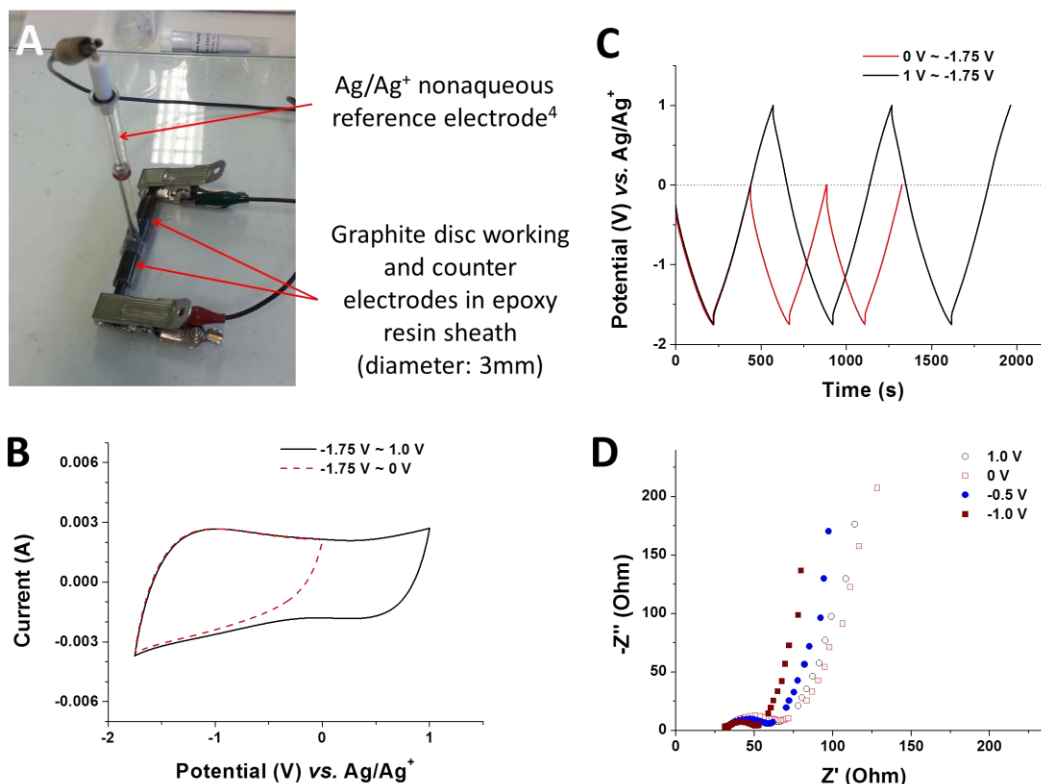 A
Ag/Ag⁺ nonaqueous
reference electrode⁴
Graphite disc working
and counter
electrodes in epoxy
resin sheath
(diameter: 3mm)
C
0 V ~ -1.75 V
1 V ~ -1.75 V
Potential (V) vs. Ag/Ag⁺
1
0
-1
-2
0 500 1000 1500 2000
Time (s)
B
-1.75 V ~ 1.0 V
-1.75 V ~ 0 V
Current (A)
0.006
0.003
0.000
-0.003
-0.006
-2 -1 0 1
Potential (V) vs. Ag/Ag⁺
D
1.0 V
0 V
-0.5 V
-1.0 V
-Z'' (Ohm)
200
150
100
50
0
0 50 100 150 200
Z' (Ohm)